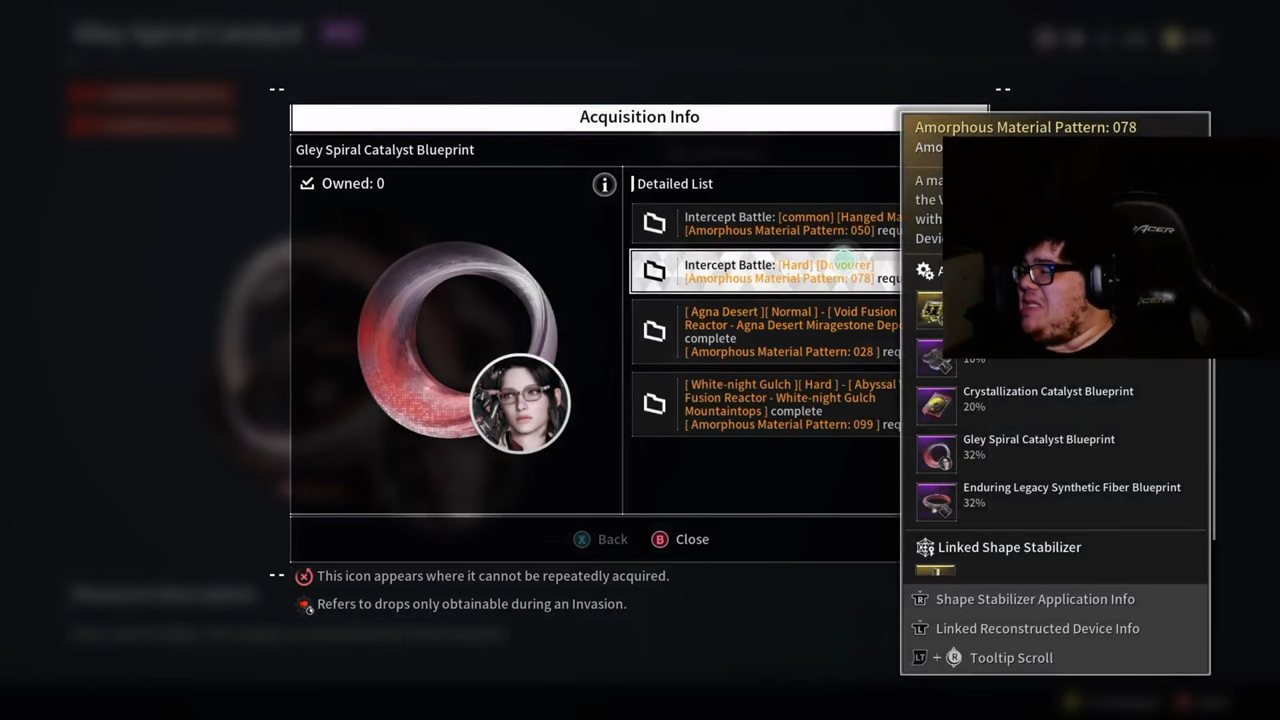 Acquisition Info
Gley Spiral Catalyst Blueprint
Owned: 0
Detailed List
Intercept Battle: [common] [Hanged Ma
[Amorphous Material Pattern: 050] requ
Intercept Battle: [Hard] [Devourer]
[Amorphous Material Pattern: 078] requ
[ Agna Desert ][ Normal ] - [ Void Fusion
Reactor - Agna Desert Miragestone Depo
complete
[ Amorphous Material Pattern: 028 ] req
[ White-night Gulch ][ Hard ] - [ Abyssal
Fusion Reactor - White-night Gulch
Mountaintops ] complete
[ Amorphous Material Pattern: 099 ] req
X Back
B Close
This icon appears where it cannot be repeatedly acquired.
Refers to drops only obtainable during an Invasion.
Amorphous Material Pattern: 078
Amo
A ma
the V
with
Devi
A
10%
Crystallization Catalyst Blueprint
20%
Gley Spiral Catalyst Blueprint
32%
Enduring Legacy Synthetic Fiber Blueprint
32%
Linked Shape Stabilizer
R Shape Stabilizer Application Info
L Linked Reconstructed Device Info
LT + R Tooltip Scroll
ACER